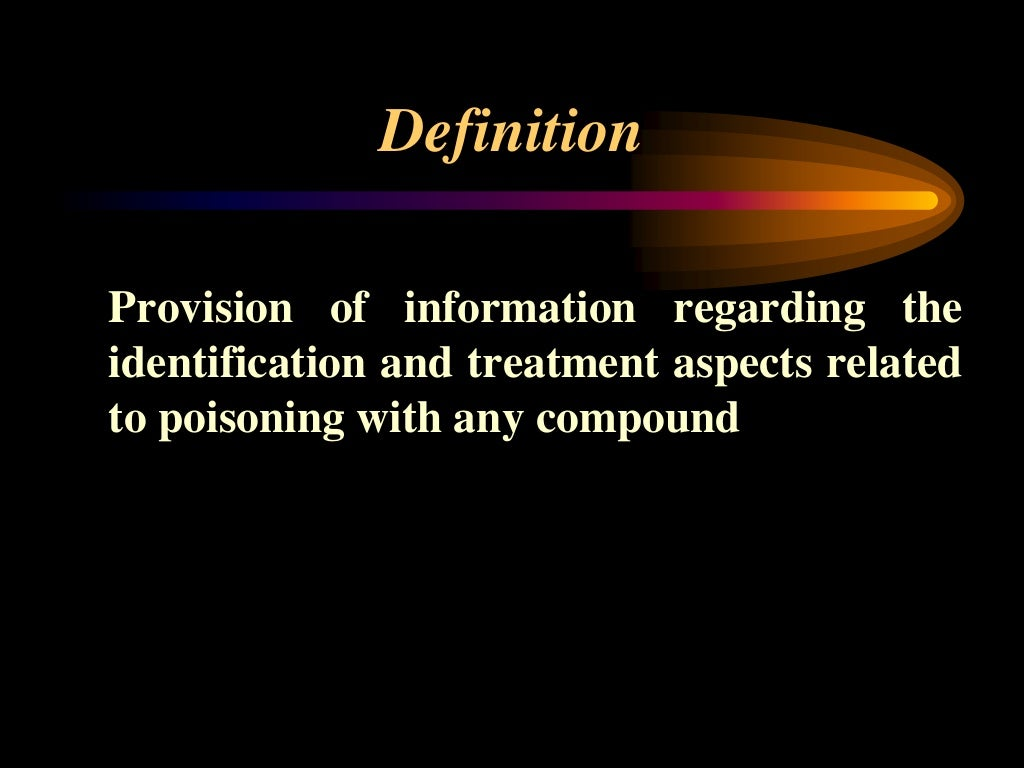 Definition
Provision of information regarding the
identification and treatment aspects related
to poisoning with any compound